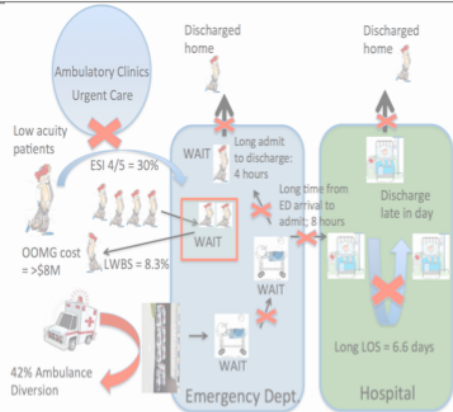 Discharged
home
Discharged
home
Ambulatory Clinics
Urgent Care
Low acuity
patients
ESI 4/5 = 30%
WAIT
Long admit
to discharge:
4 hours
Long time from
ED arrival to
admit; 8 hours
Discharge
late in day
WAIT
OOMG cost
= >$8M
LWBS = 8.3%
WAIT
Long LOS = 6.6 days
42% Ambulance
Diversion
WAIT
Emergency Dept.
Hospital